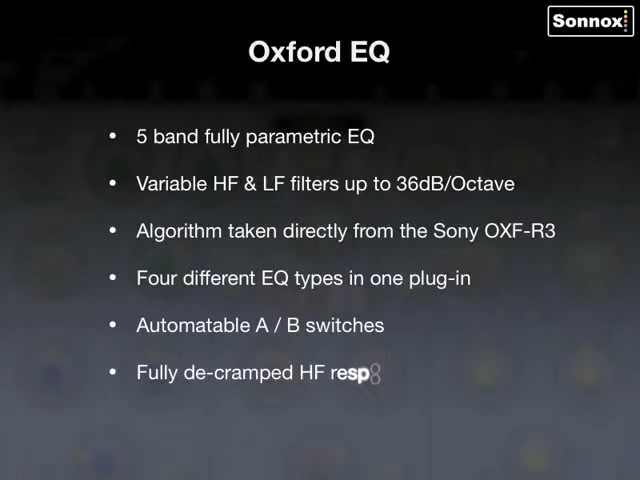 Sonnox
Oxford EQ
• 5 band fully parametric EQ
• Variable HF & LF filters up to 36dB/Octave
• Algorithm taken directly from the Sony OXF-R3
• Four different EQ types in one plug-in
• Automatable A / B switches
• Fully de-cramped HF resp